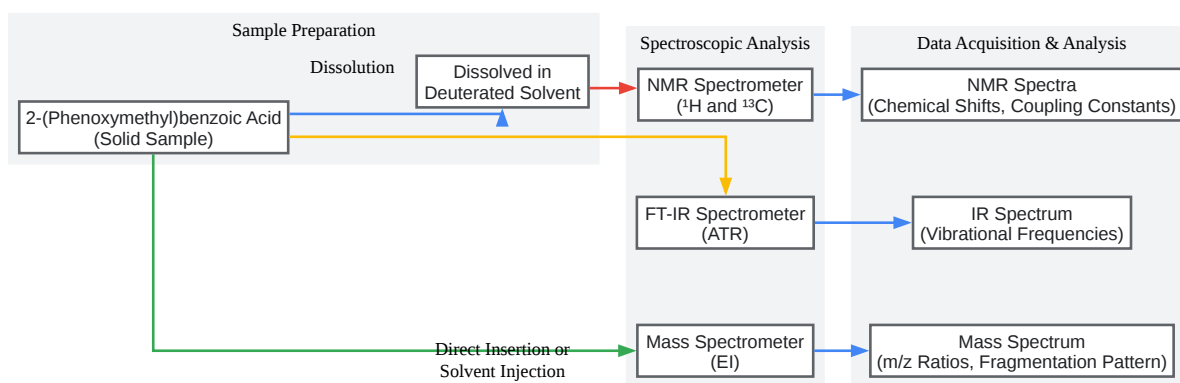 Sample Preparation
Spectroscopic Analysis
Data Acquisition & Analysis
Dissolution
Dissolved in
Deuterated Solvent
NMR Spectrometer
(¹H and ¹³C)
NMR Spectra
(Chemical Shifts, Coupling Constants)
2-(Phenoxymethyl)benzoic Acid
(Solid Sample)
FT-IR Spectrometer
(ATR)
IR Spectrum
(Vibrational Frequencies)
Direct Insertion or
Solvent Injection
Mass Spectrometer
(EI)
Mass Spectrum
(m/z Ratios, Fragmentation Pattern)